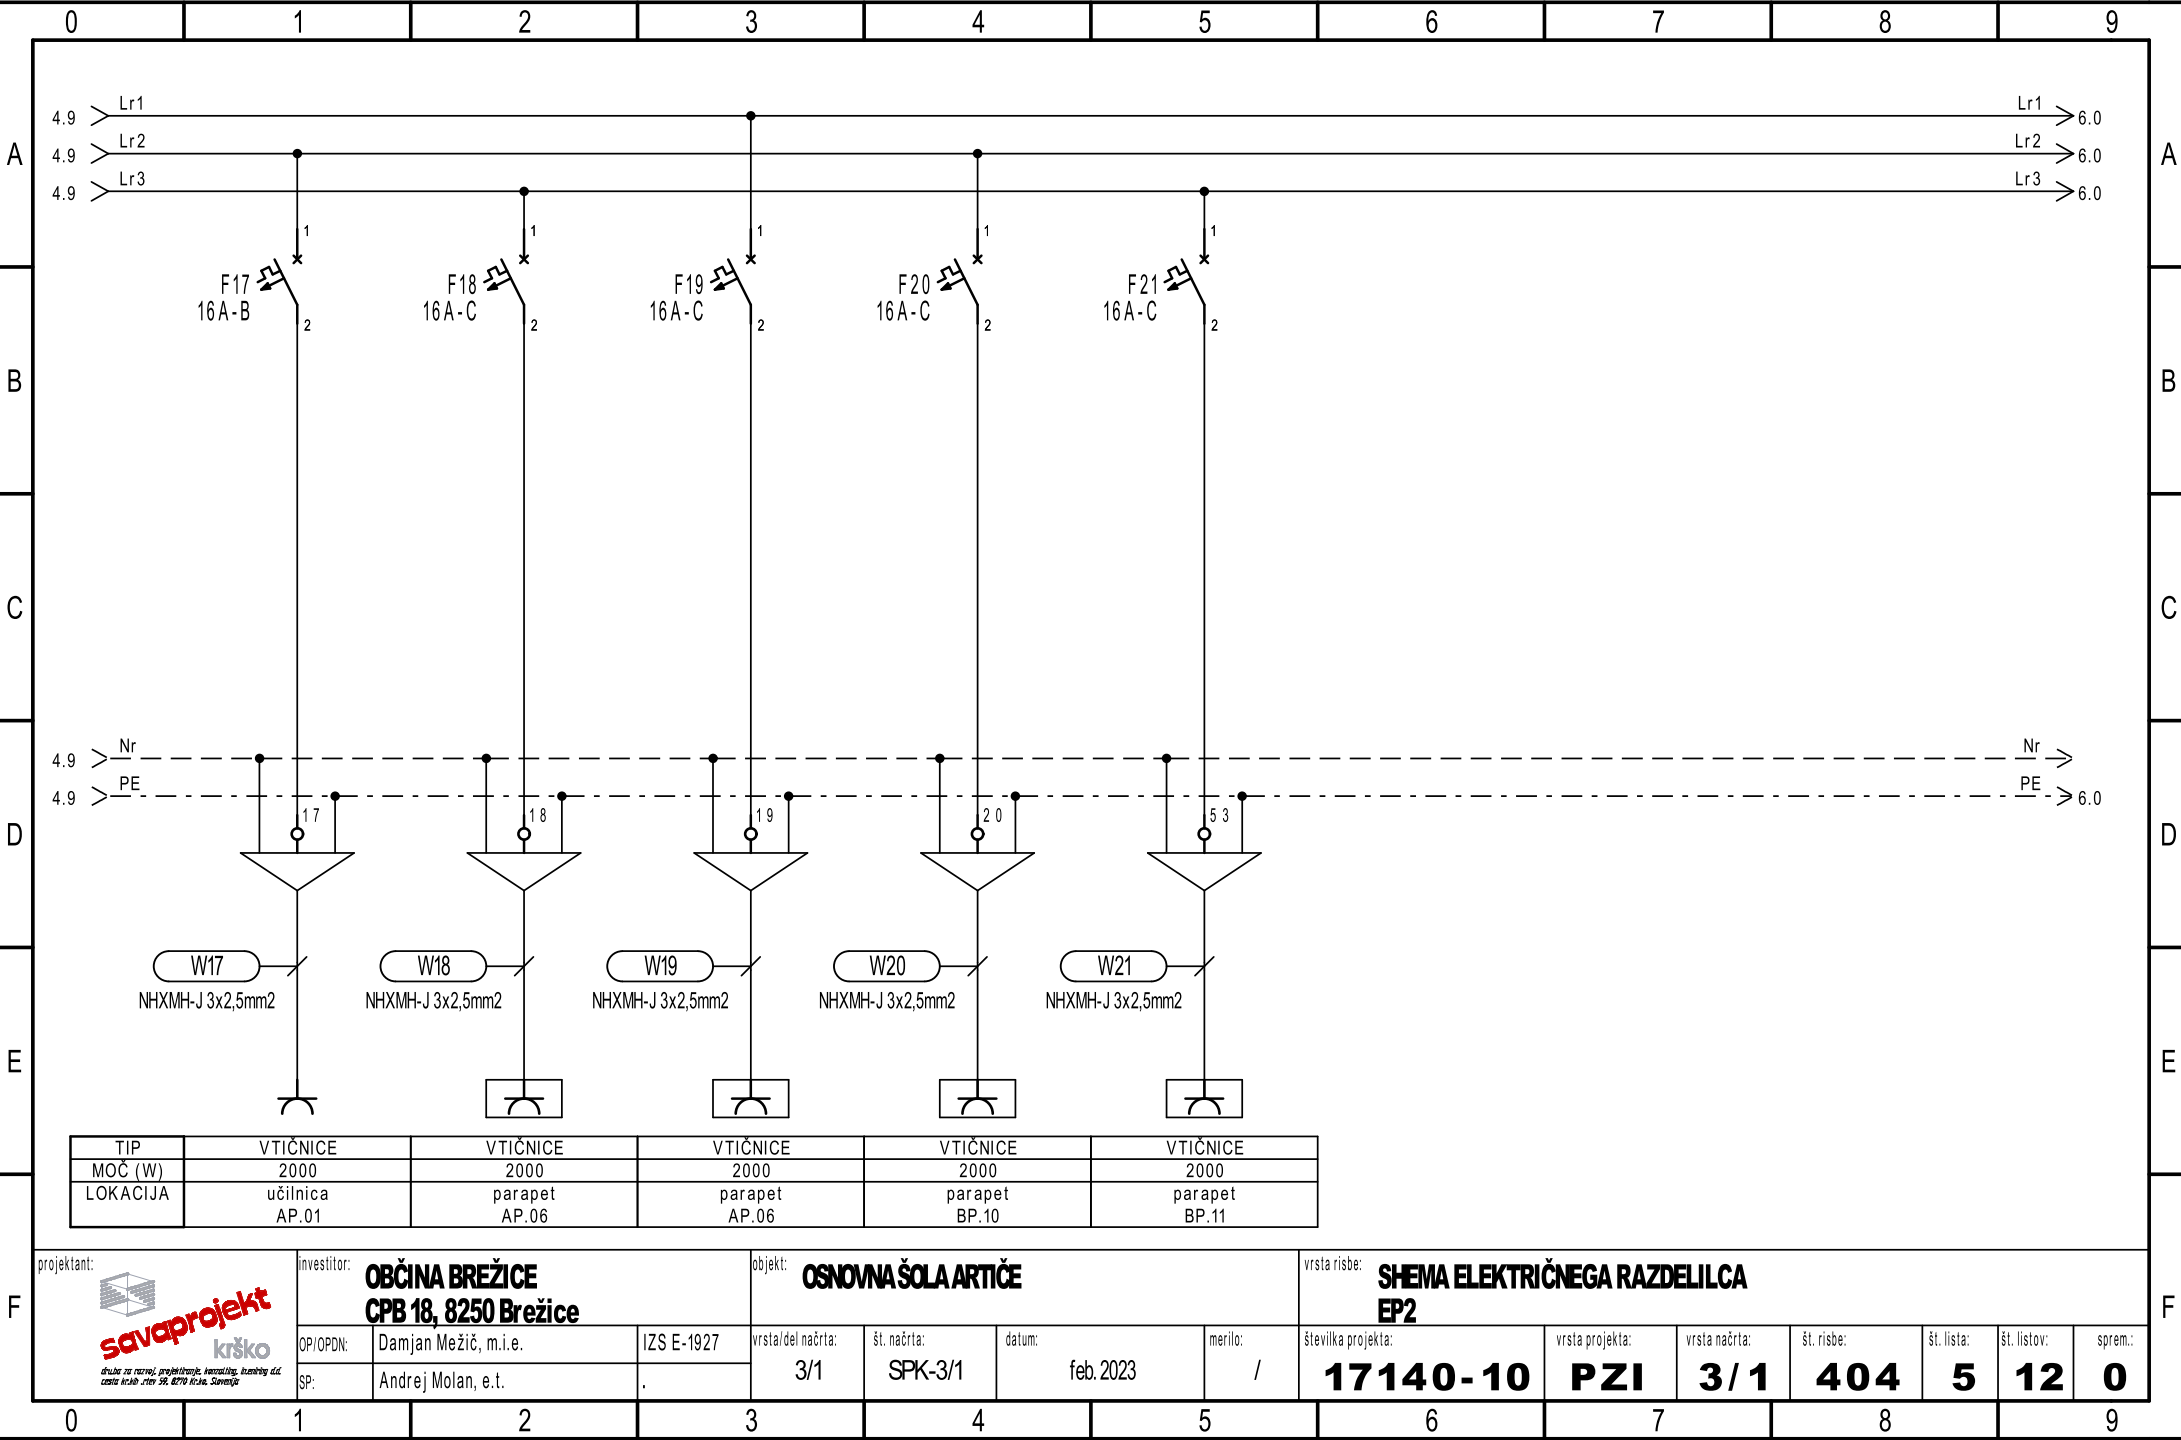 0 1 2 3 4 5 6 7 8 9
4.9 Lr1 Lr1 6.0
A 4.9 Lr2 Lr2 6.0 A
4.9 Lr3 Lr3 6.0
1 1 1 1 1
F17 F18 F19 F20 F21
16A-B 16A-C 16A-C 16A-C 16A-C
2 2 2 2 2
B B
C C
4.9 Nr Nr
4.9 PE PE 6.0
17 18 19 20 53
D D
W17 W18 W19 W20 W21
NHXMH-J 3x2,5mm2 NHXMH-J 3x2,5mm2 NHXMH-J 3x2,5mm2 NHXMH-J 3x2,5mm2 NHXMH-J 3x2,5mm2
E E
TIP VTIČNICE VTIČNICE VTIČNICE VTIČNICE VTIČNICE
MOČ (W) 2000 2000 2000 2000 2000
LOKACIJA učilnica parapet parapet parapet parapet
AP.01 AP.06 AP.06 BP.10 BP.11
projektant: investitor: OBČINA BREŽICE objekt: OSNOVNA ŠOLA ARTIČE vrsta risbe: SHEMA ELEKTRIČNEGA RAZDELILCA
CPB 18, 8250 Brežice EP2
F F
savaprojekt
krško
OP/OPDN: Damjan Mežič, m.i.e. IZS E-1927 vrsta/del načrta: št. načrta: datum: merilo: številka projekta: vrsta projekta: vrsta načrta: št. risbe: št. lista: št. listov: sprem.:
3/1 SPK-3/1 feb. 2023 / 17140-10 PZI 3/1 404 5 12 0
SP: Andrej Molan, e.t. .
0 1 2 3 4 5 6 7 8 9